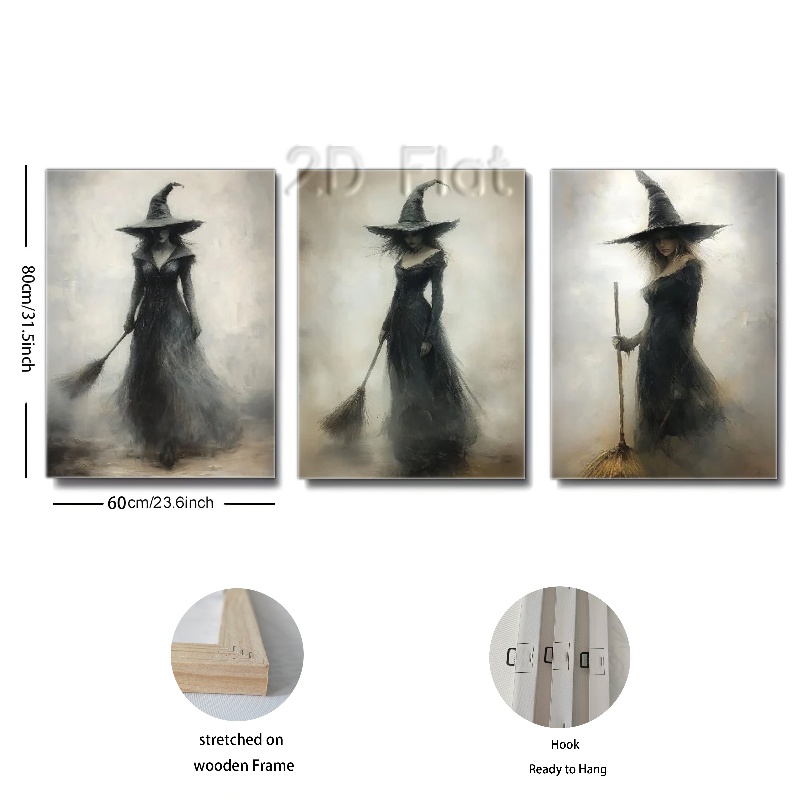 2D Flat
80cm/31.5inch
60cm/23.6inch
stretched on
wooden Frame
Hook
Ready to Hang